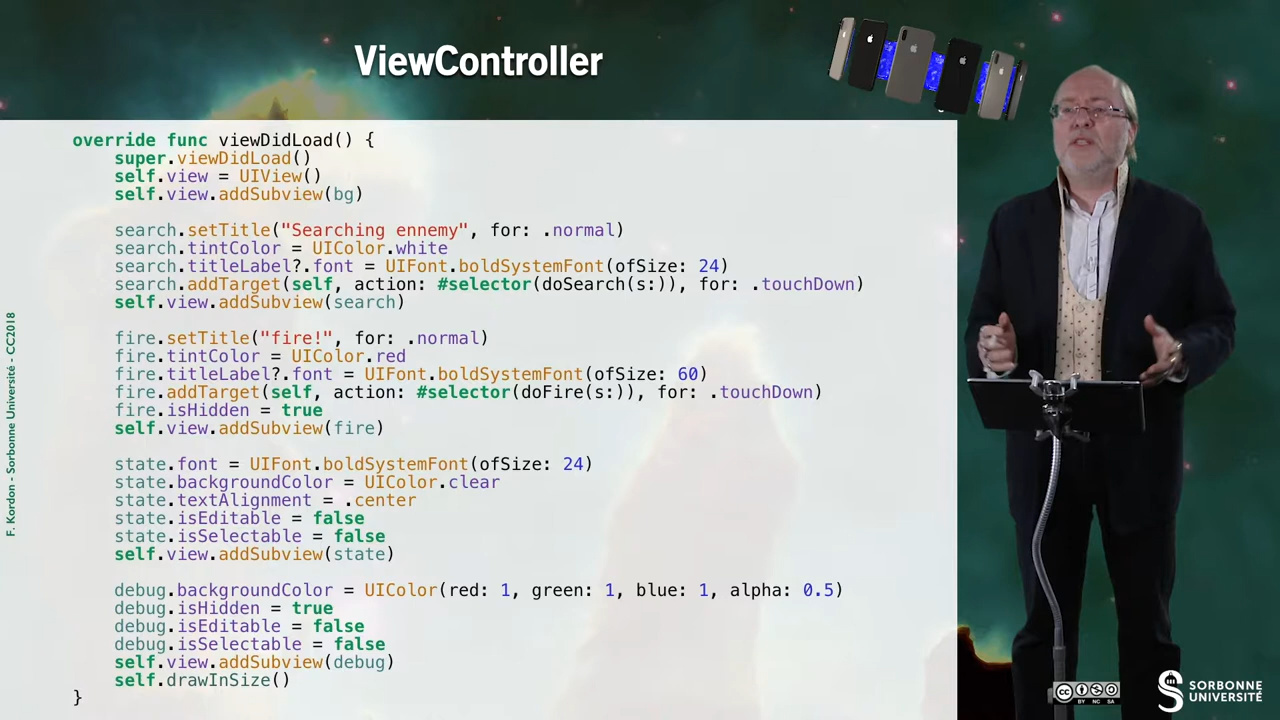 ViewController
override func viewDidLoad() {
super.viewDidLoad()
self.view = UIView()
self.view.addSubview(bg)
search.setTitle("Searching ennemy", for: .normal)
search.tintColor = UIColor.white
search.titleLabel?.font = UIFont.boldSystemFont(ofSize: 24)
search.addTarget(self, action: #selector(doSearch(s:)), for: .touchDown)
self.view.addSubview(search)
fire.setTitle("fire!", for: .normal)
fire.tintColor = UIColor.red
fire.titleLabel?.font = UIFont.boldSystemFont(ofSize: 60)
fire.addTarget(self, action: #selector(doFire(s:)), for: .touchDown)
fire.isHidden = true
self.view.addSubview(fire)
state.font = UIFont.boldSystemFont(ofSize: 24)
state.backgroundColor = UIColor.clear
state.textAlignment = .center
state.isEditable = false
state.isSelectable = false
self.view.addSubview(state)
debug.backgroundColor = UIColor(red: 1, green: 1, blue: 1, alpha: 0.5)
debug.isHidden = true
debug.isEditable = false
debug.isSelectable = false
self.view.addSubview(debug)
self.drawInSize()
}
F. Kordon - Sorbonne Université - CC2018
cc
BY NC SA
SORBONNE
UNIVERSITÉ